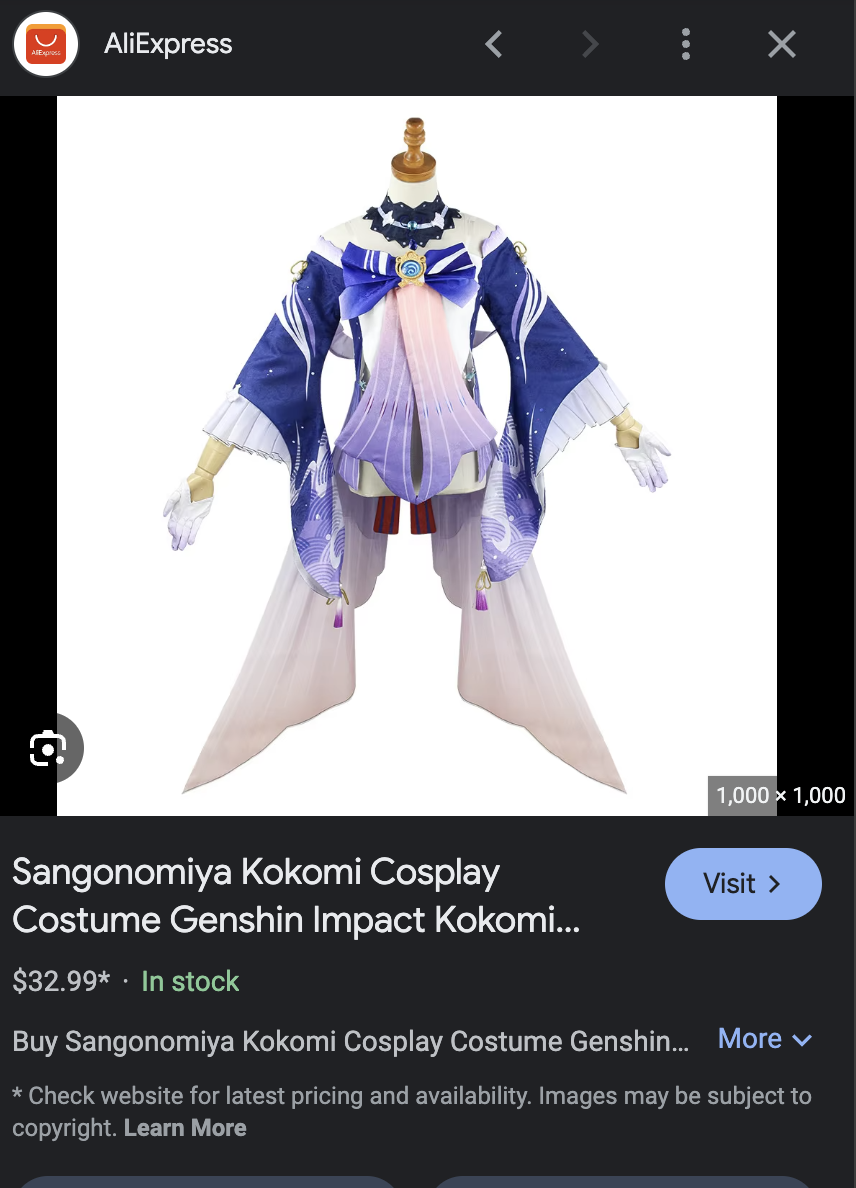 AliExpress
AliExpress
1,000 × 1,000
Sangonomiya Kokomi Cosplay
Costume Genshin Impact Kokomi...
Visit
$32.99* · In stock
Buy Sangonomiya Kokomi Cosplay Costume Genshin...
More
* Check website for latest pricing and availability. Images may be subject to
copyright. Learn More